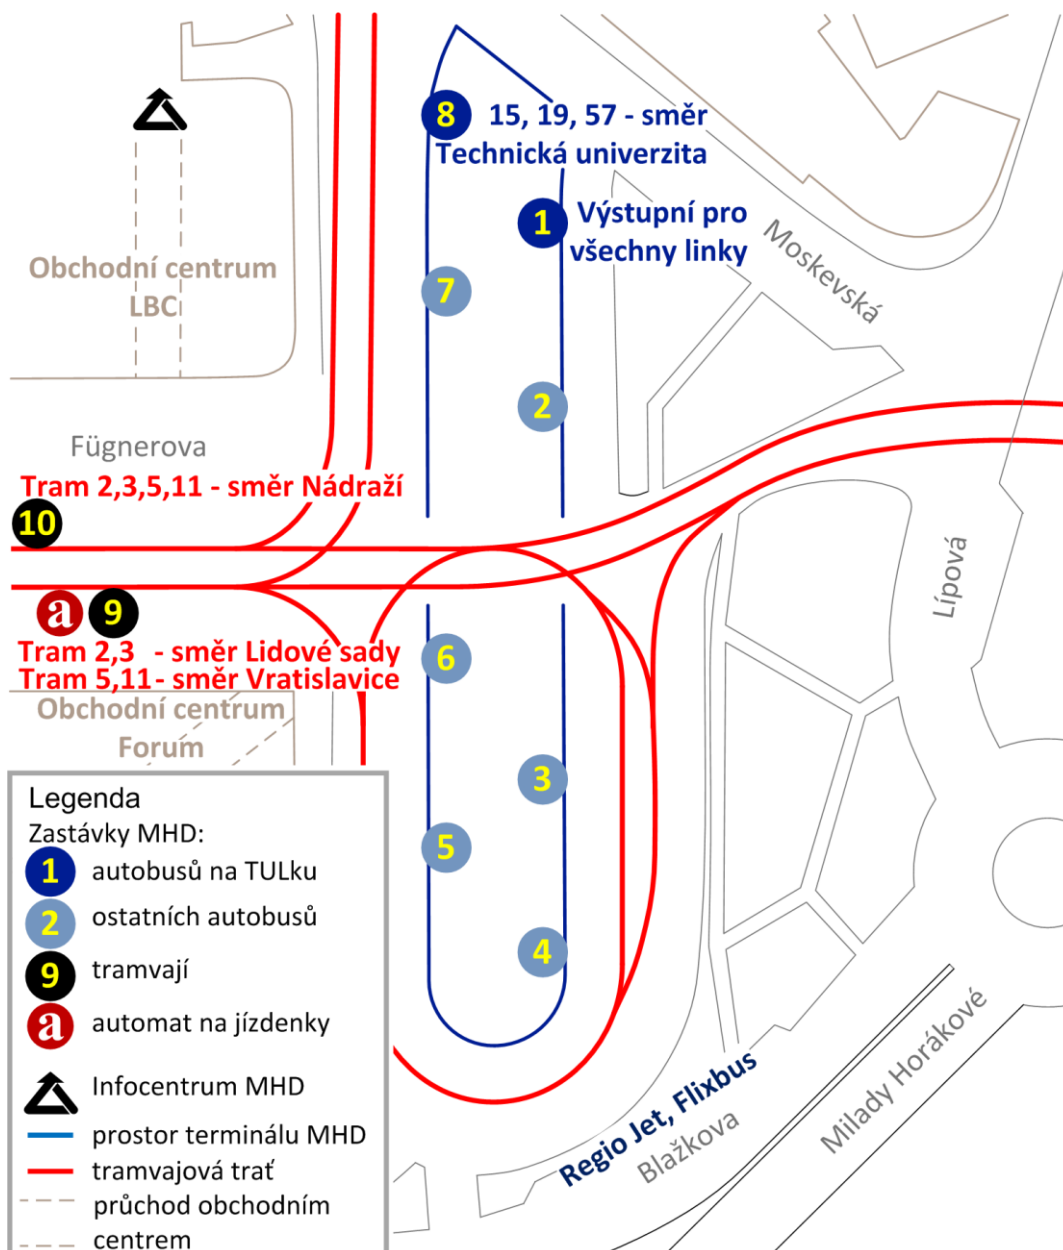 8
15, 19, 57 - směr
Technická univerzita
1
Výstupní pro
všechny linky
Moskevská
Obchodní centrum
LBC
7
2
Fügnerova
Tram 2,3,5,11 - směr Nádraží
10
Lípová
a
9
Tram 2,3 - směr Lidové sady
Tram 5,11- směr Vratislavice
6
Obchodní centrum
Forum
3
5
4
Legenda
Zastávky MHD:
1 autobusů na TULku
2 ostatních autobusů
9 tramvají
a automat na jízdenky
Infocentrum MHD
prostor terminálu MHD
tramvajová trať
průchod obchodním
centrem
Regio Jet, Flixbus
Blažkova
Milady Horákové